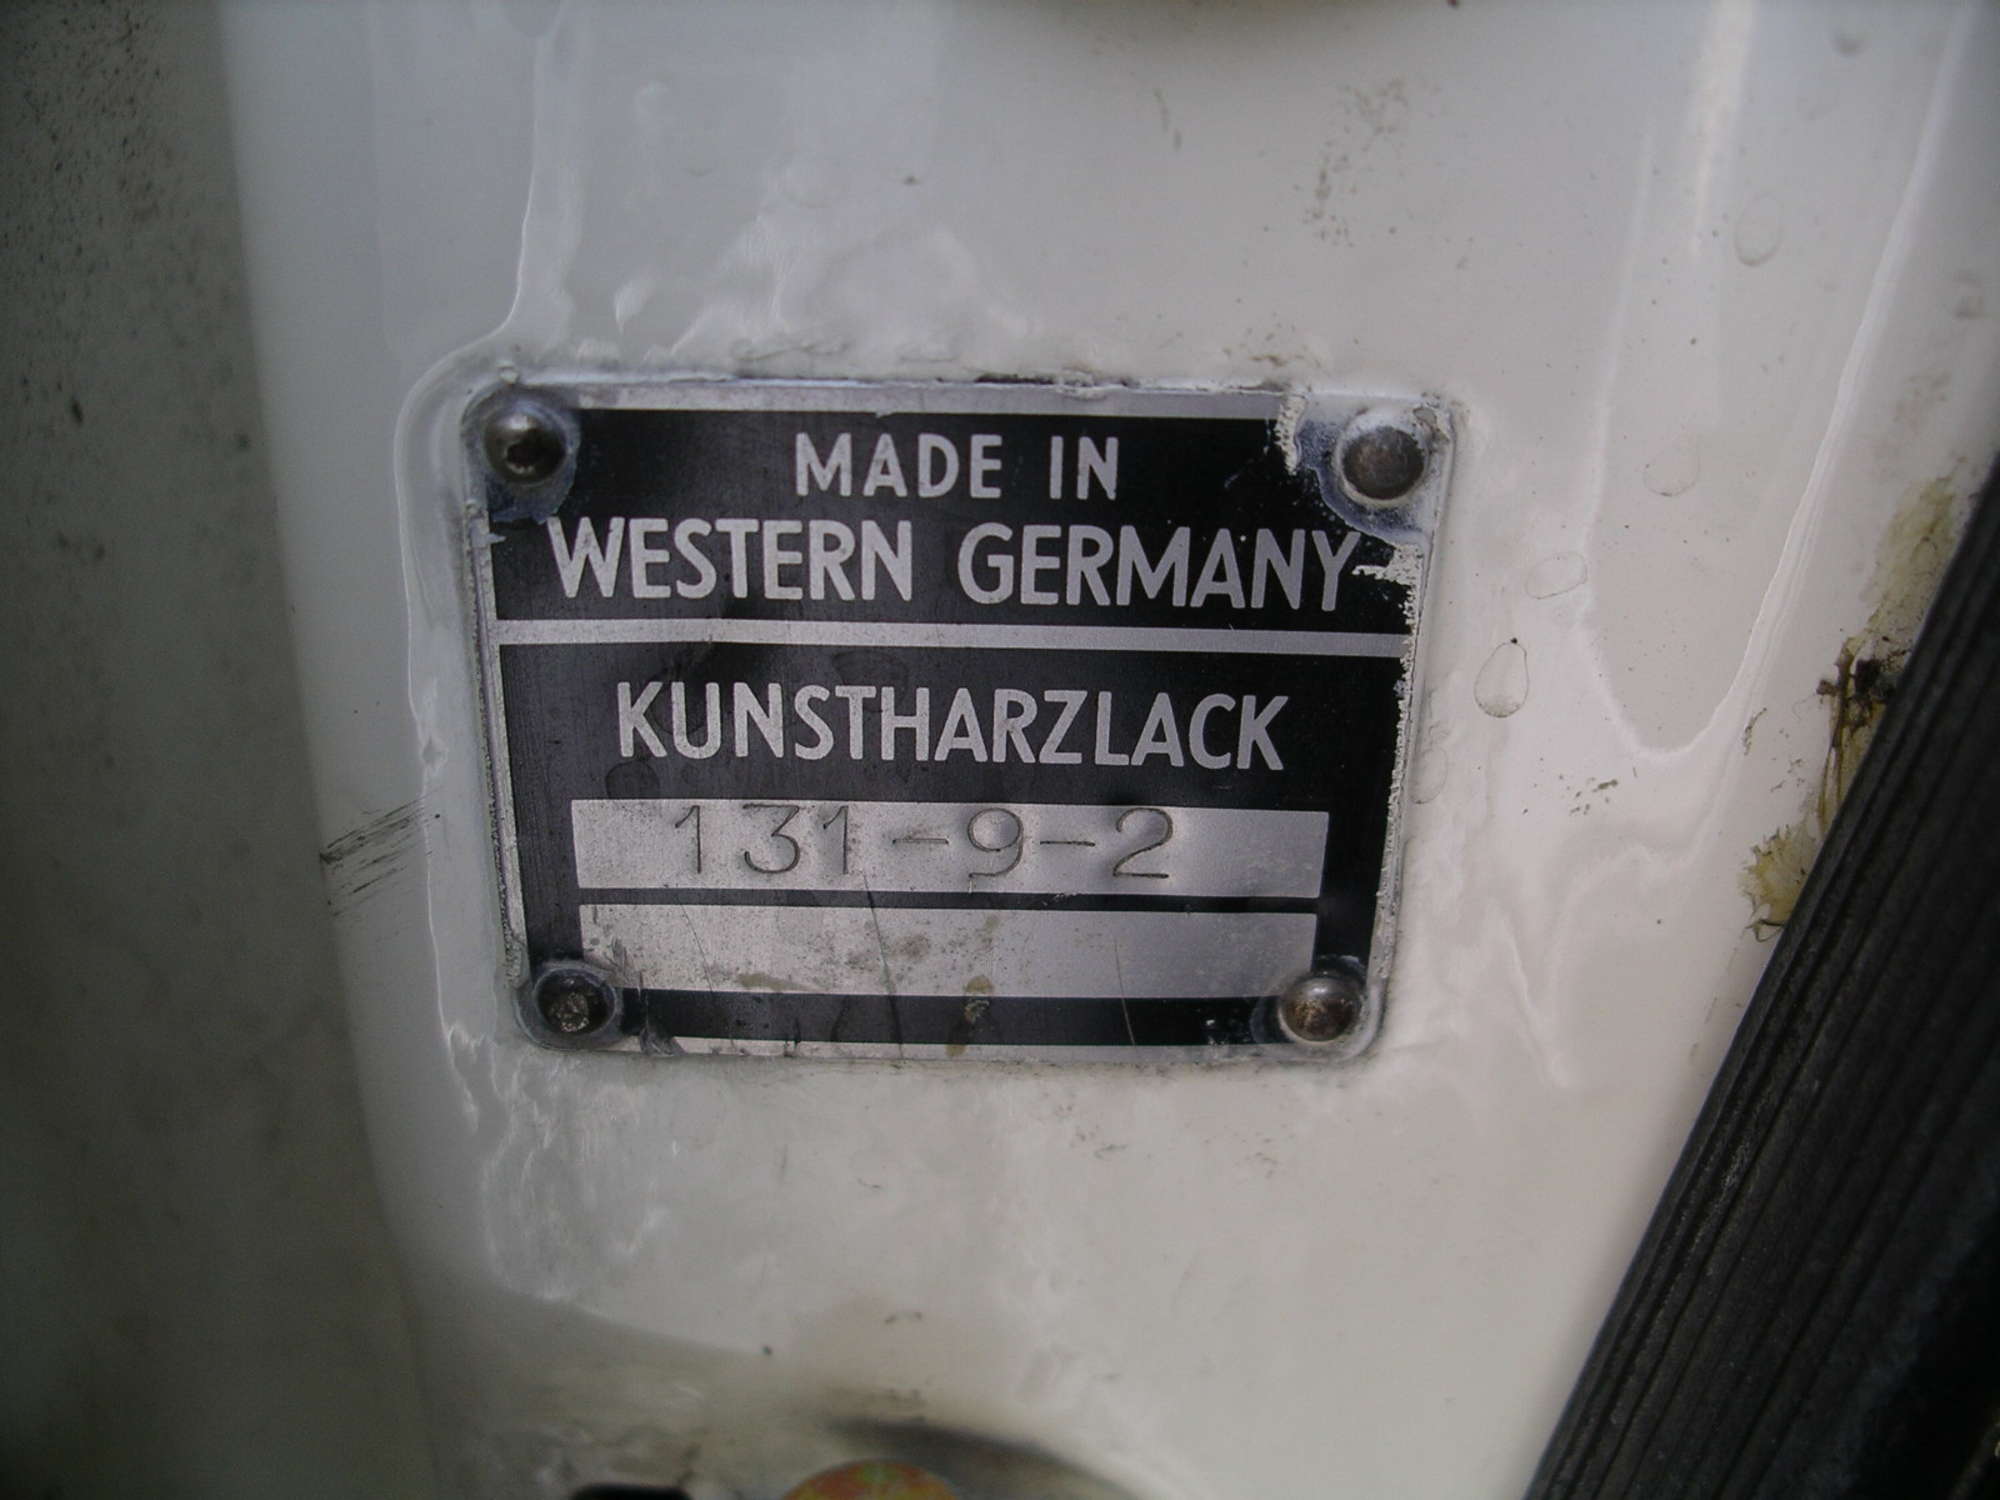 MADE IN
WESTERN GERMANY
KUNSTHARZLACK
131-9-2